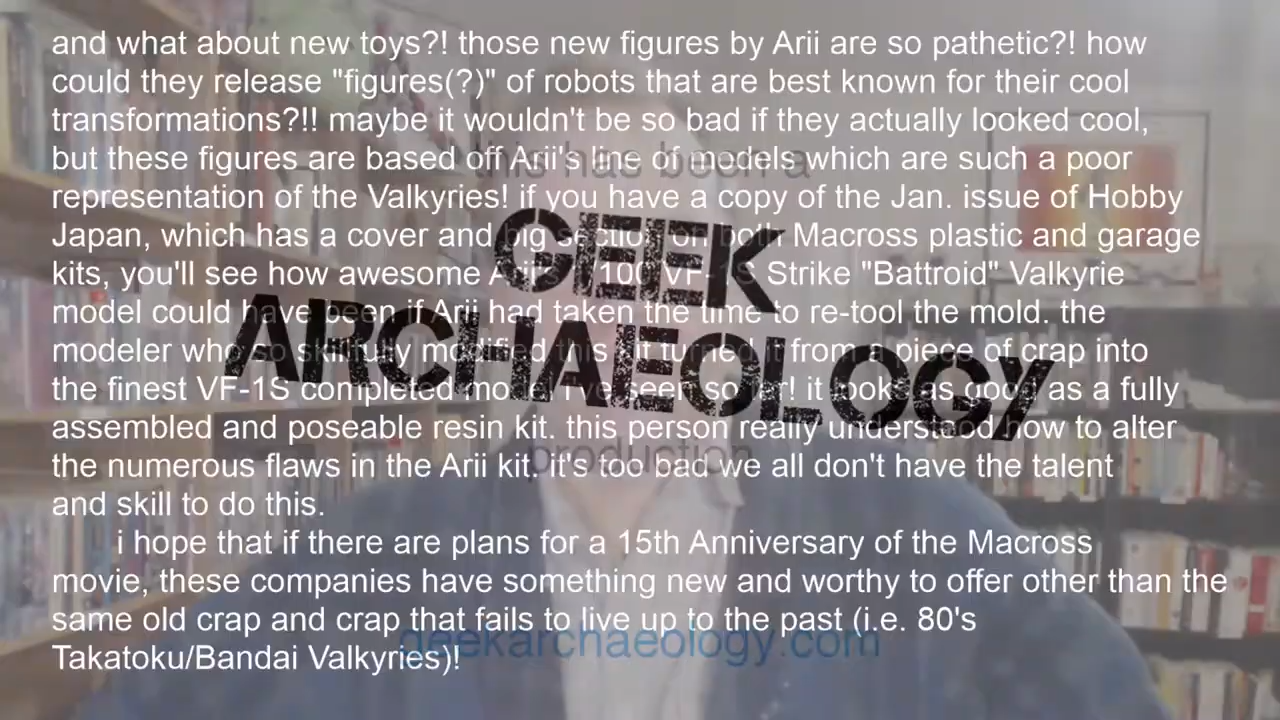 and what about new toys?! those new figures by Arii are so pathetic?! how
could they release "figures(?)" of robots that are best known for their cool
transformations?!! maybe it wouldn't be so bad if they actually looked cool,
but these figures are based off Arii's line of models which are such a poor
representation of the Valkyries! if you have a copy of the Jan. issue of Hobby
Japan, which has a cover and big section on both Macross plastic and garage
kits, you'll see how awesome Arii's 1/100 VF-1S Strike "Battroid" Valkyrie
model could have been if Arii had taken the time to re-tool the mold. the
modeler who so skillfully modified this kit turned it from a piece of crap into
the finest VF-1S completed model i've seen so far! it looks as good as a fully
assembled and poseable resin kit. this person really understood how to alter
the numerous flaws in the Arii kit. it's too bad we all don't have the talent
and skill to do this.
i hope that if there are plans for a 15th Anniversary of the Macross
movie, these companies have something new and worthy to offer other than the
same old crap and crap that fails to live up to the past (i.e. 80's
Takatoku/Bandai Valkyries)!
this has been a
GEEK
ARCHAEOLOGY
production
geekarchaeology.com